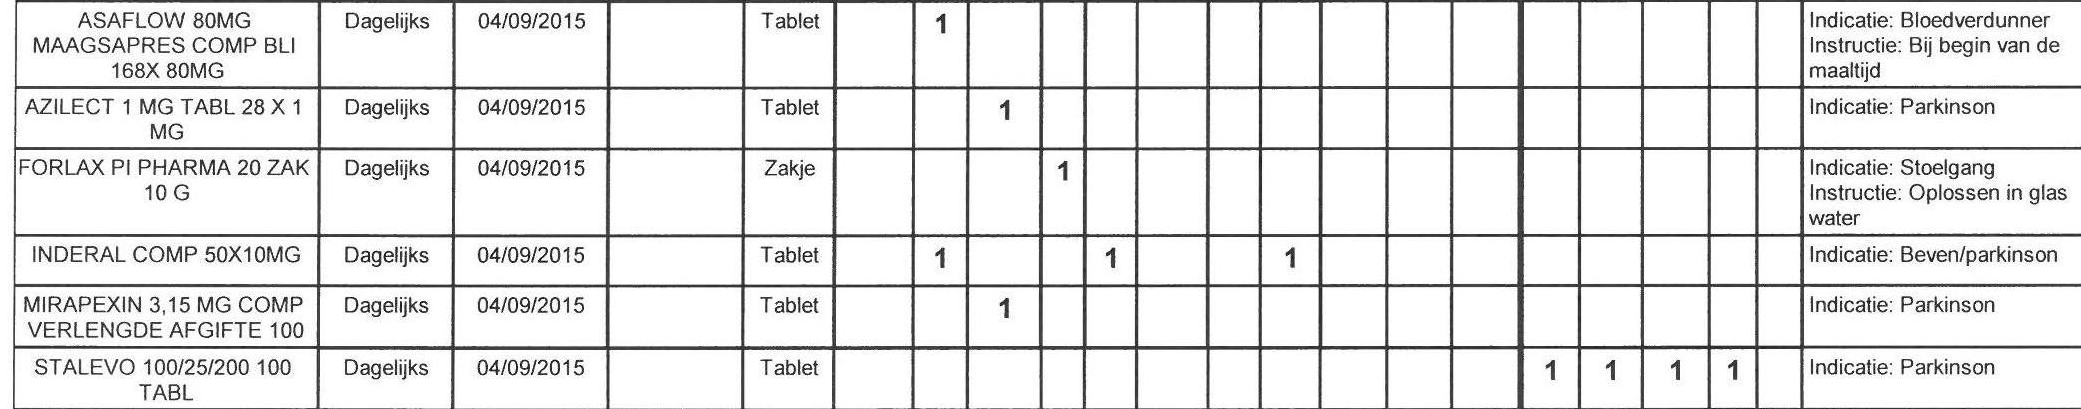 ASAFLOW 80MG MAAGSAPRES COMP BLI 168X 80MG Dagelijks 04/09/2015 Tablet 1 Indicatie: Bloedverdunner Instructie: Bij begin van de maaltijd
AZILECT 1 MG TABL 28 X 1 MG Dagelijks 04/09/2015 Tablet 1 Indicatie: Parkinson
FORLAX PI PHARMA 20 ZAK 10 G Dagelijks 04/09/2015 Zakje 1 Indicatie: Stoelgang Instructie: Oplossen in glas water
INDERAL COMP 50X10MG Dagelijks 04/09/2015 Tablet 1 1 1 Indicatie: Beven/parkinson
MIRAPEXIN 3,15 MG COMP VERLENGDE AFGIFTE 100 Dagelijks 04/09/2015 Tablet 1 Indicatie: Parkinson
STALEVO 100/25/200 100 TABL Dagelijks 04/09/2015 Tablet 1 1 1 1 Indicatie: Parkinson